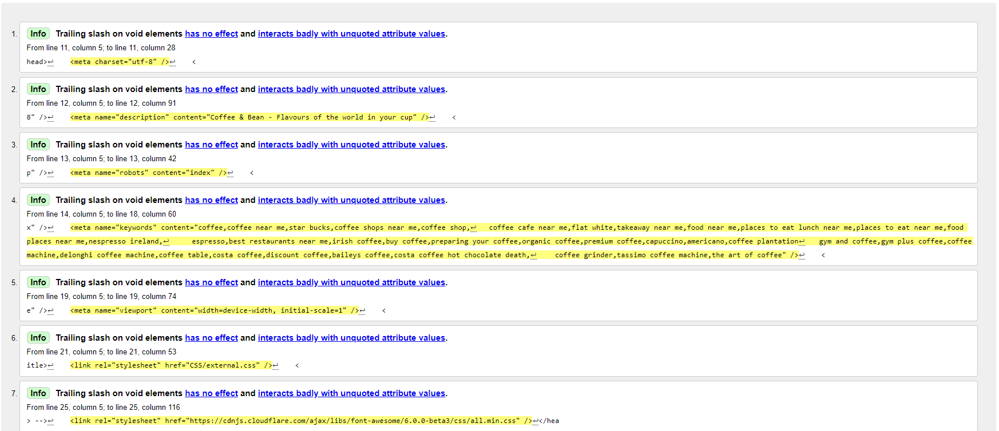 1. Info Trailing slash on void elements has no effect and interacts badly with unquoted attribute values.
From line 11, column 5; to line 11, column 28
head>↩ <meta charset="utf-8" />↩ <
2. Info Trailing slash on void elements has no effect and interacts badly with unquoted attribute values.
From line 12, column 5; to line 12, column 91
8" />↩ <meta name="description" content="Coffee & Bean - Flavours of the world in your cup" />↩ <
3. Info Trailing slash on void elements has no effect and interacts badly with unquoted attribute values.
From line 13, column 5; to line 13, column 42
p" />↩ <meta name="robots" content="index" />↩ <
4. Info Trailing slash on void elements has no effect and interacts badly with unquoted attribute values.
From line 14, column 5; to line 18, column 60
x" />↩ <meta name="keywords" content="coffee,coffee near me,star bucks,coffee shops near me,coffee shop,↩ coffee cafe near me,flat white,takeaway near me,food near me,places to eat lunch near me,places to eat near me,food
places near me,nespresso ireland,↩ espresso,best restaurants near me,irish coffee,buy coffee,preparing your coffee,organic coffee,premium coffee,capuccino,americano,coffee plantation↩ gym and coffee,gym plus coffee,coffee
machine,delonghi coffee machine,coffee table,costa coffee,discount coffee,baileys coffee,costa coffee hot chocolate death,↩ coffee grinder,tassimo coffee machine,the art of coffee" />↩ <
5. Info Trailing slash on void elements has no effect and interacts badly with unquoted attribute values.
From line 19, column 5; to line 19, column 74
e" />↩ <meta name="viewport" content="width=device-width, initial-scale=1" />↩ <
6. Info Trailing slash on void elements has no effect and interacts badly with unquoted attribute values.
From line 21, column 5; to line 21, column 53
itle>↩ <link rel="stylesheet" href="CSS/external.css" />↩ <
7. Info Trailing slash on void elements has no effect and interacts badly with unquoted attribute values.
From line 25, column 5; to line 25, column 116
> -->↩ <link rel="stylesheet" href="https://cdnjs.cloudflare.com/ajax/libs/font-awesome/6.0.0-beta3/css/all.min.css" />↩</hea